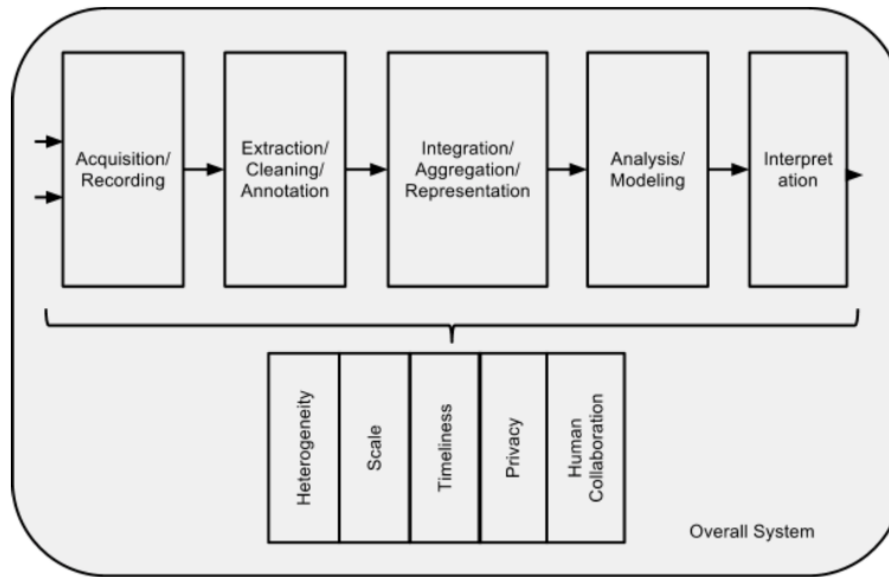 Acquisition/
Recording
Extraction/
Cleaning/
Annotation
Integration/
Aggregation/
Representation
Analysis/
Modeling
Interpret
ation
Heterogeneity
Scale
Timeliness
Privacy
Human
Collaboration
Overall System